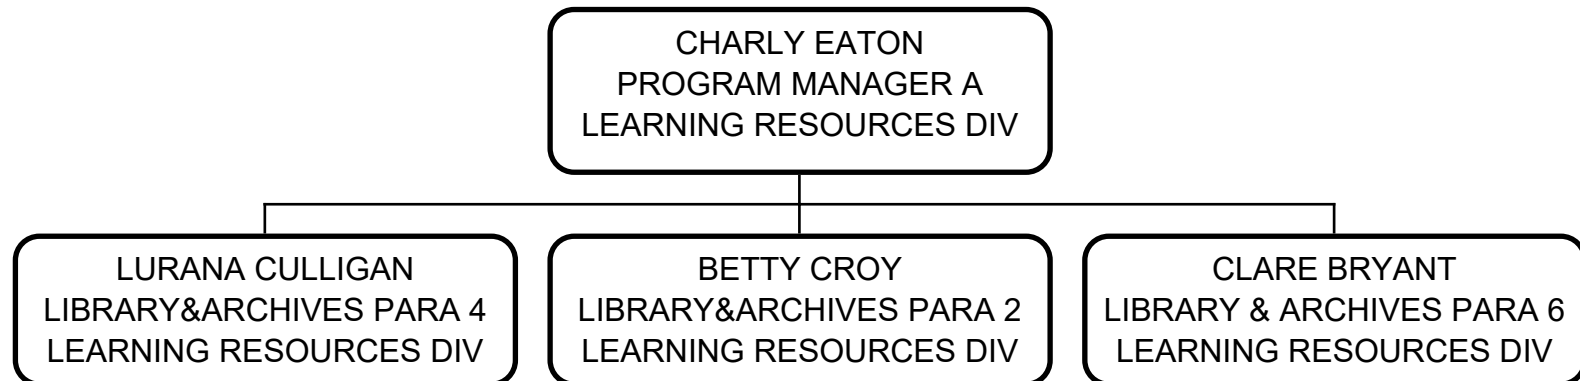 CHARLY EATON
PROGRAM MANAGER A
LEARNING RESOURCES DIV
LURANA CULLIGAN
LIBRARY&ARCHIVES PARA 4
LEARNING RESOURCES DIV
BETTY CROY
LIBRARY&ARCHIVES PARA 2
LEARNING RESOURCES DIV
CLARE BRYANT
LIBRARY & ARCHIVES PARA 6
LEARNING RESOURCES DIV